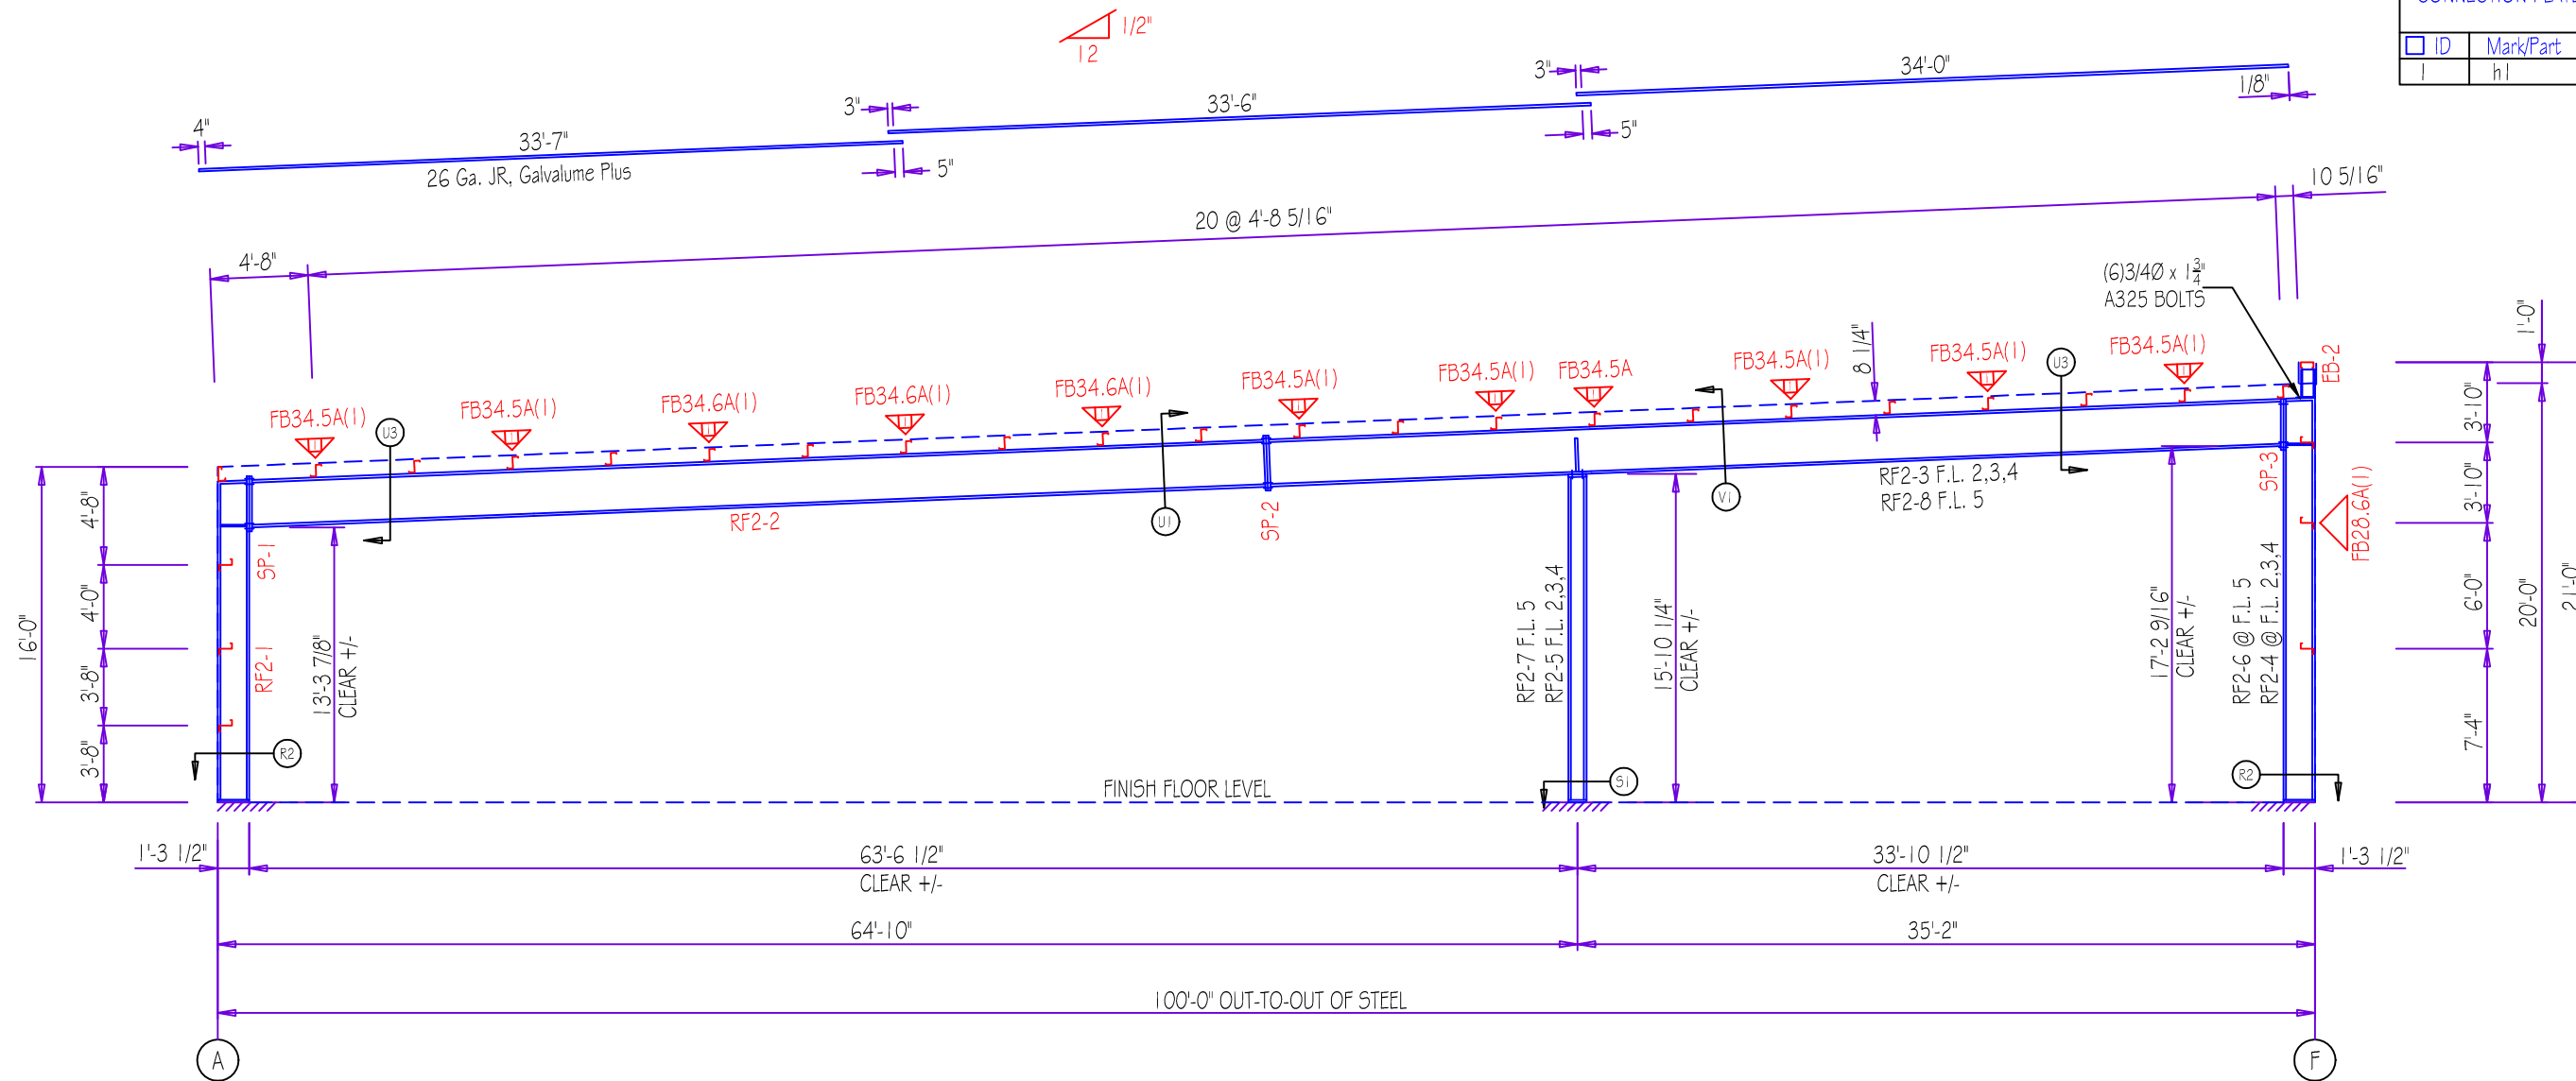 1/2"
12
CONNECTION PLATE
ID Mark/Part
1 h1
4"
33'-7"
26 Ga. JR, Galvalume Plus
3"
5"
33'-6"
3"
5"
34'-0"
1/8"
4'-8"
20 @ 4'-8 5/16"
10 5/16"
(6)3/4Ø x 1 3/4"
A325 BOLTS
FB34.5A(1)
FB34.5A(1)
FB34.6A(1)
FB34.6A(1)
FB34.6A(1)
FB34.5A(1)
FB34.5A(1)
FB34.5A
FB34.5A(1)
FB34.5A(1)
FB34.5A(1)
8 1/4"
U3
U1
V1
U3
EB-2
1'-0"
3'-10"
3'-10"
6'-0"
7'-4"
20'-0"
21'-0"
16'-0"
4'-8"
4'-0"
3'-8"
3'-8"
SP-1
RF2-1
13'-3 7/8"
CLEAR +/-
RF2-2
SP-2
RF2-3 F.L. 2,3,4
RF2-8 F.L. 5
SP-3
FB28.6A(1)
RF2-7 F.L. 5
RF2-5 F.L. 2,3,4
15'-10 1/4"
CLEAR +/-
17'-2 9/16"
CLEAR +/-
RF2-6 @ F.L. 5
RF2-4 @ F.L. 2,3,4
R2
FINISH FLOOR LEVEL
S1
R2
1'-3 1/2"
63'-6 1/2"
CLEAR +/-
33'-10 1/2"
CLEAR +/-
1'-3 1/2"
64'-10"
35'-2"
100'-0" OUT-TO-OUT OF STEEL
A
F